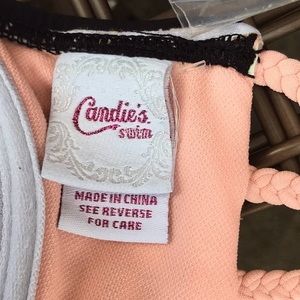 Candie's
swim
MADE IN CHINA
SEE REVERSE
FOR CARE